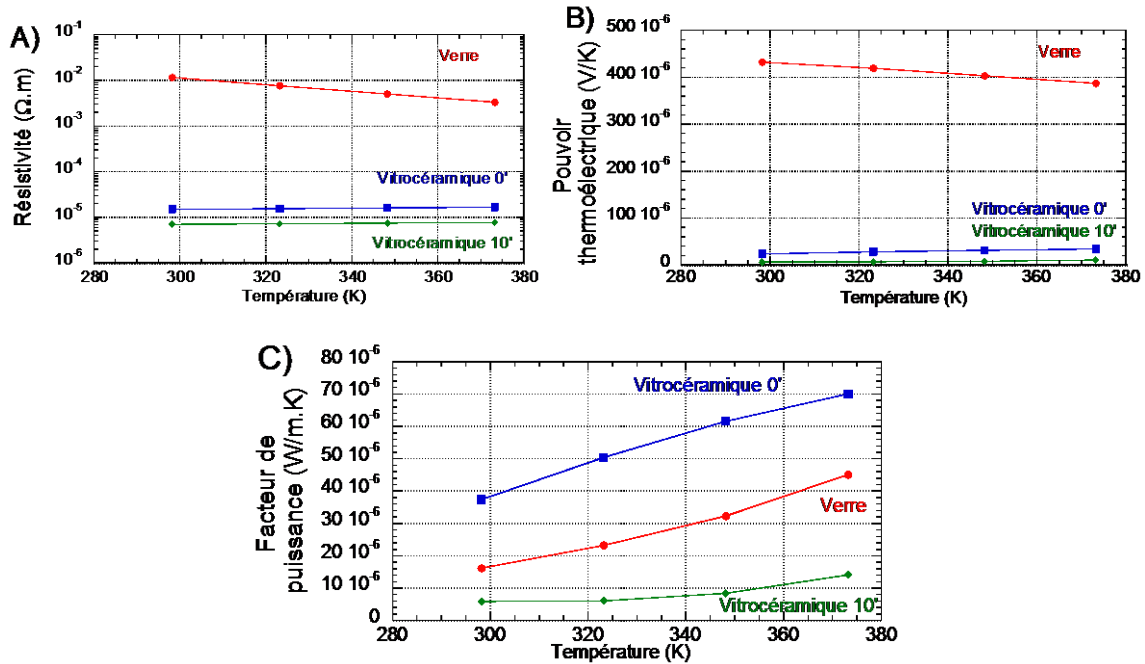 A)
Résistivité (Ω.m)
10⁻¹
10⁻²
10⁻³
10⁻⁴
10⁻⁵
10⁻⁶
Verre
Vitrocéramique 0'
Vitrocéramique 10'
280 300 320 340 360 380
Température (K)
B)
Pouvoir
thermoélectrique (V/K)
500 10⁻⁶
400 10⁻⁶
300 10⁻⁶
200 10⁻⁶
100 10⁻⁶
0
Verre
Vitrocéramique 0'
Vitrocéramique 10'
280 300 320 340 360 380
Température (K)
C)
Facteur de
puissance (W/m.K)
80 10⁻⁶
70 10⁻⁶
60 10⁻⁶
50 10⁻⁶
40 10⁻⁶
30 10⁻⁶
20 10⁻⁶
10 10⁻⁶
0
Vitrocéramique 0'
Verre
Vitrocéramique 10'
280 300 320 340 360 380
Température (K)